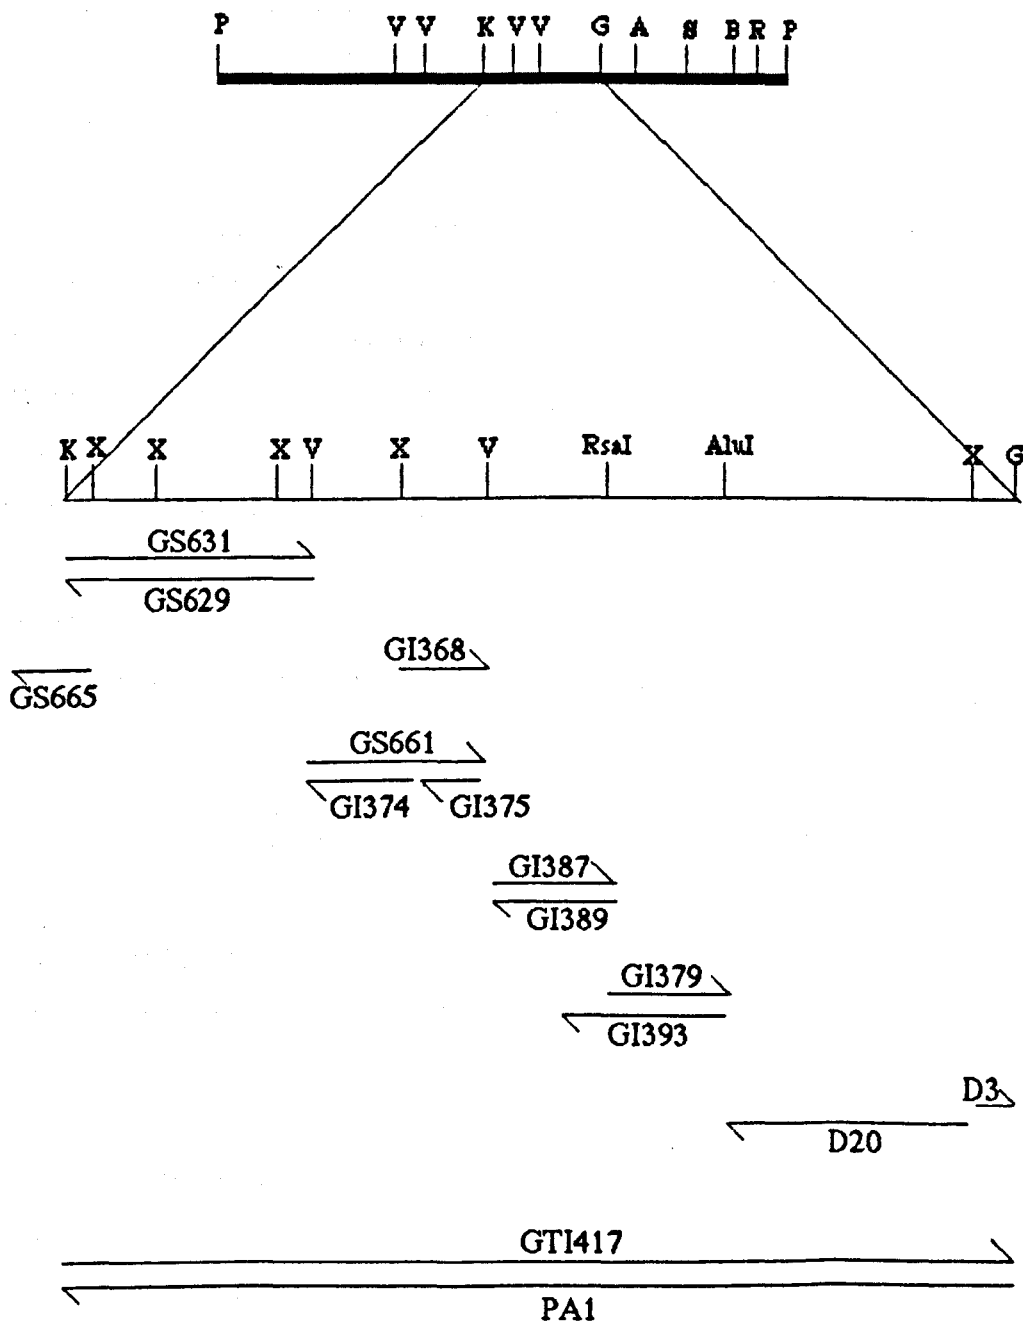 P V V K V V G A S B R P
K X X X V X V RsaI AluI X G
GS631
GS629
GI368
GS665
GS661
GI374 GI375
GI387
GI389
GI379
GI393
D3
D20
GTI417
PA1